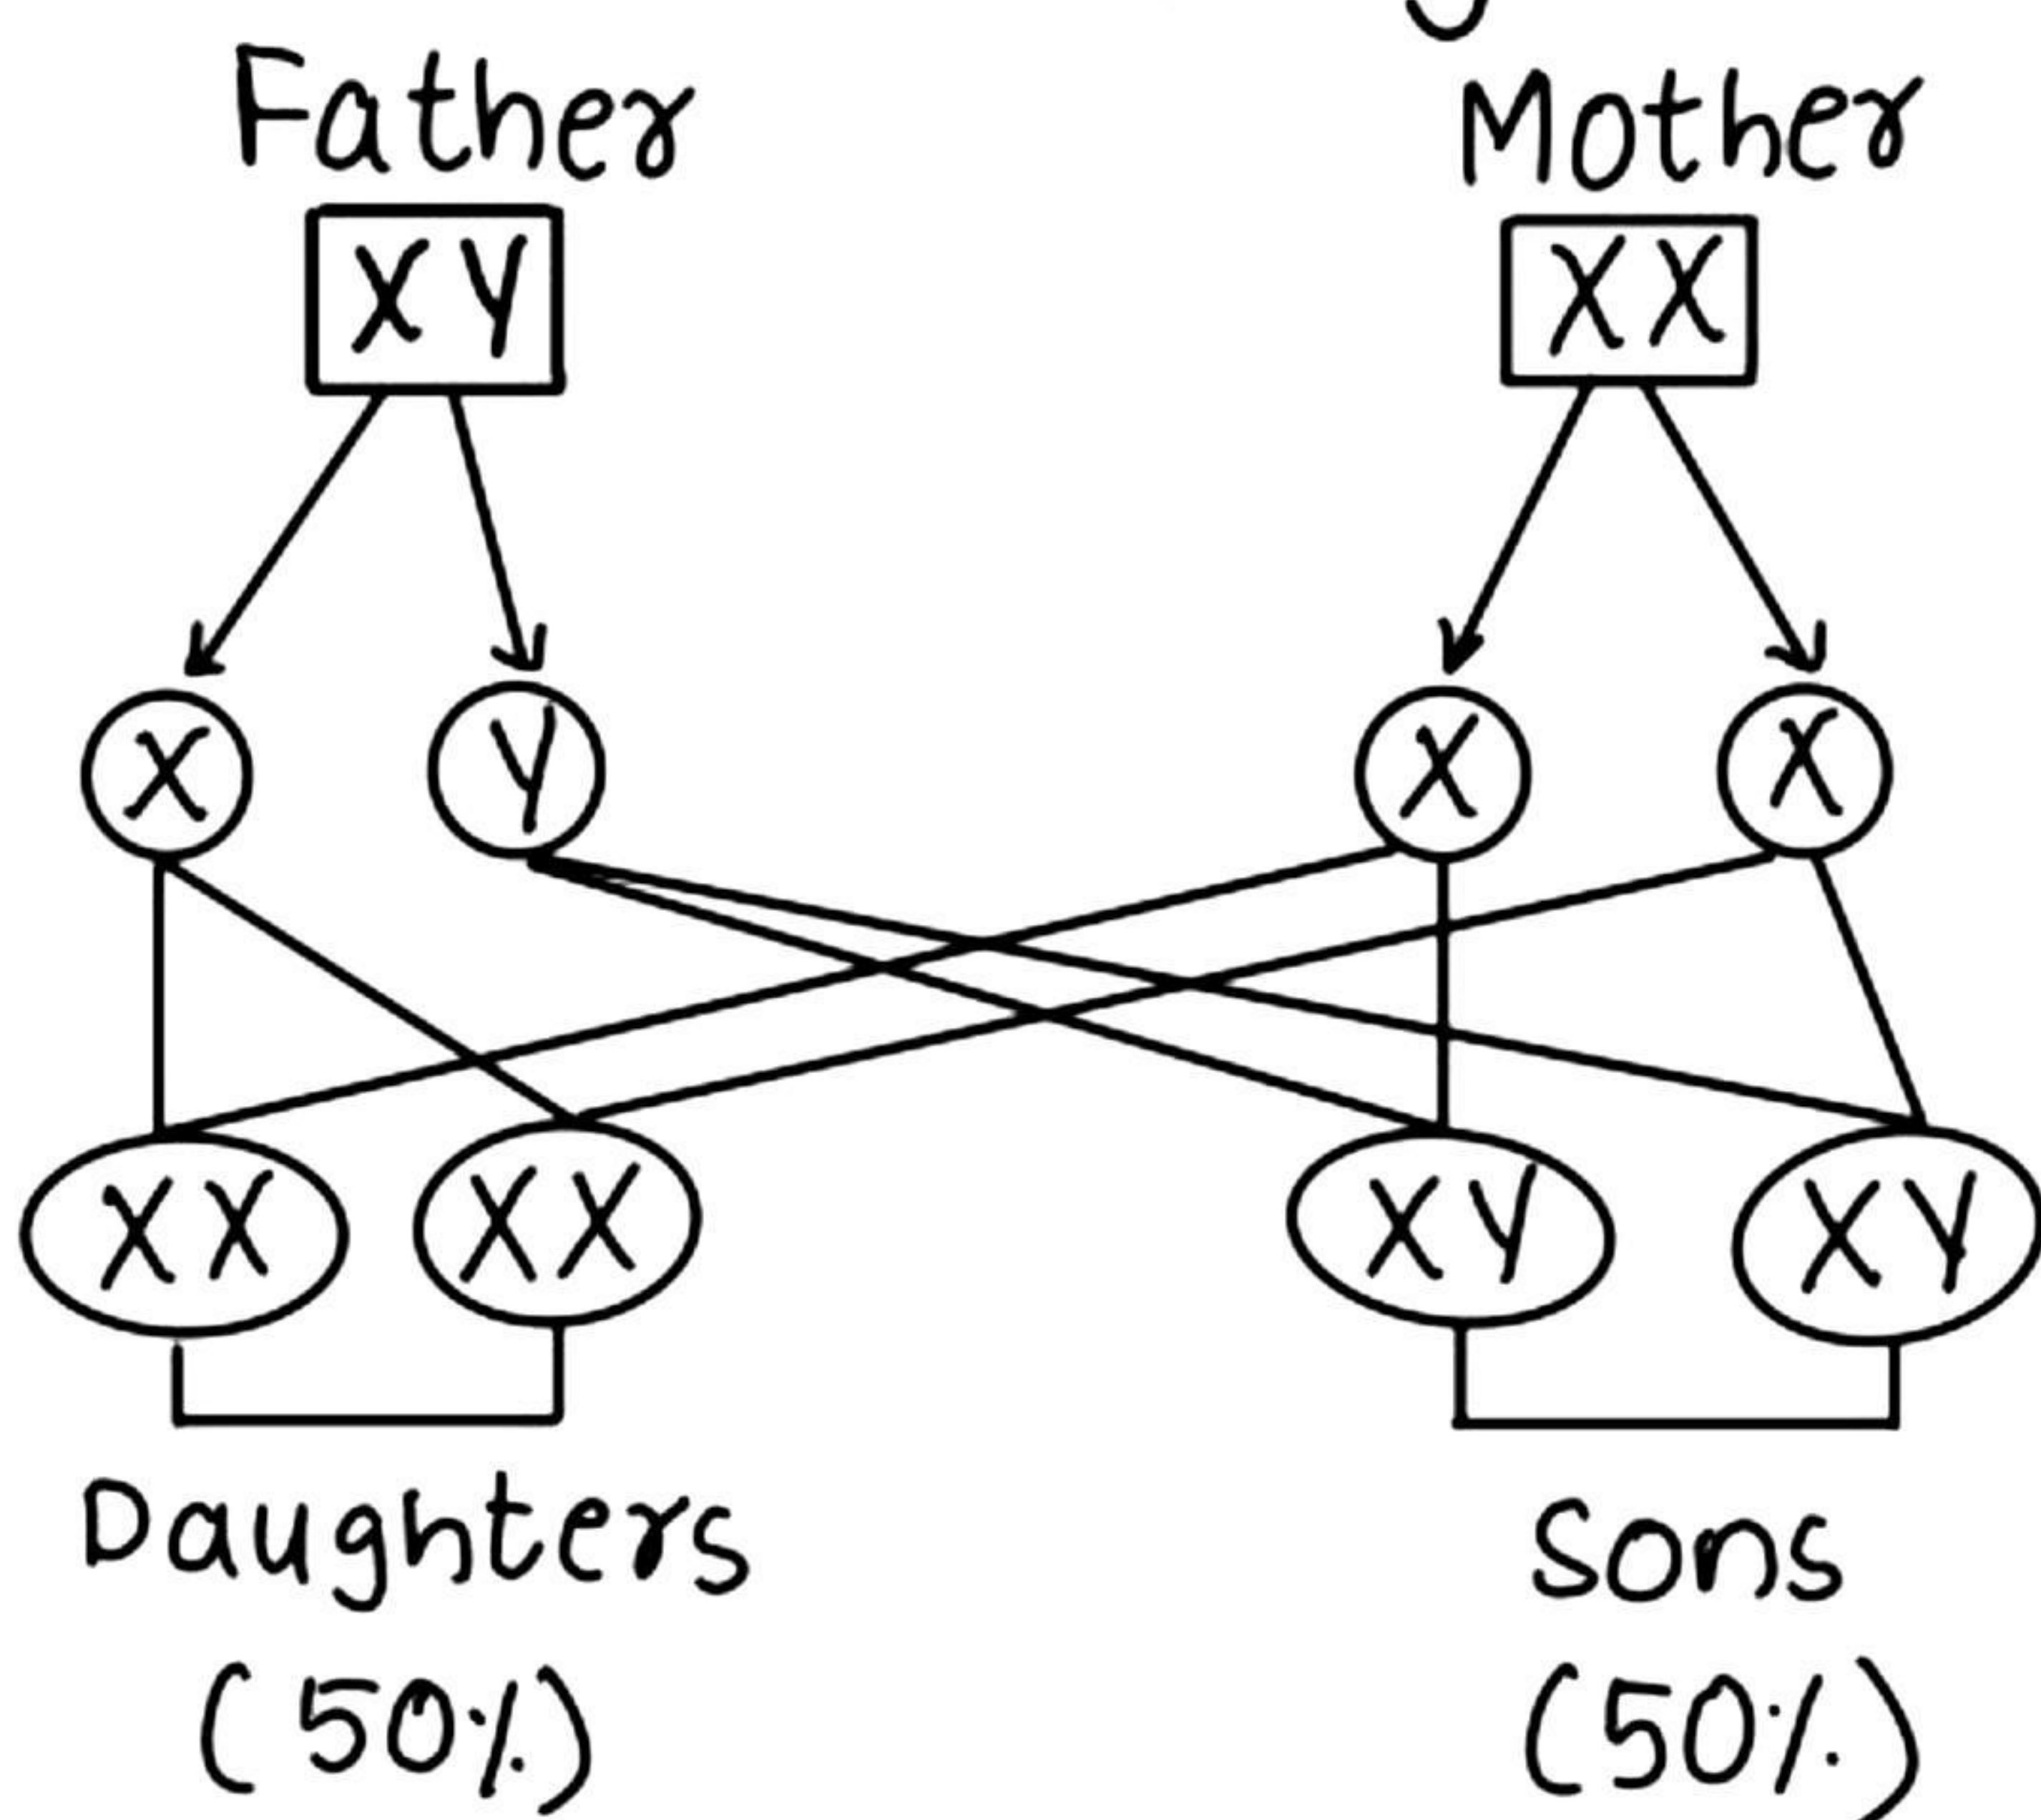 Father Mother
XY XX
X Y X X
XX XX XY XY
Daughters Sons
(50%) (50%)